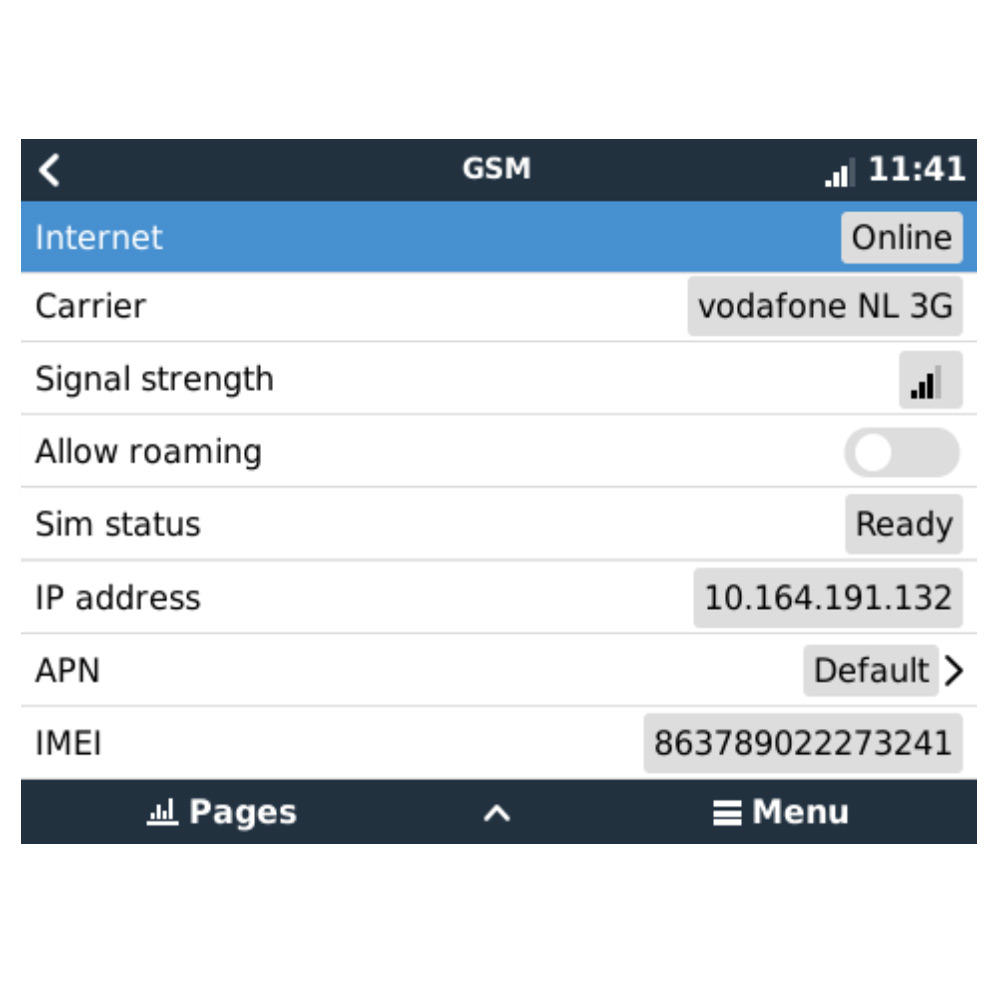 GSM 11:41
Internet Online
Carrier vodafone NL 3G
Signal strength
Allow roaming
Sim status Ready
IP address 10.164.191.132
APN Default
IMEI 863789022273241
Pages Menu